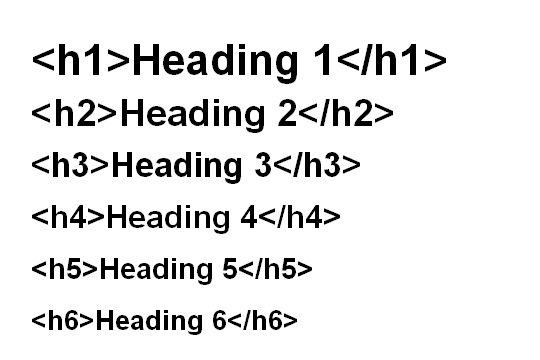 <h1>Heading 1</h1>
<h2>Heading 2</h2>
<h3>Heading 3</h3>
<h4>Heading 4</h4>
<h5>Heading 5</h5>
<h6>Heading 6</h6>